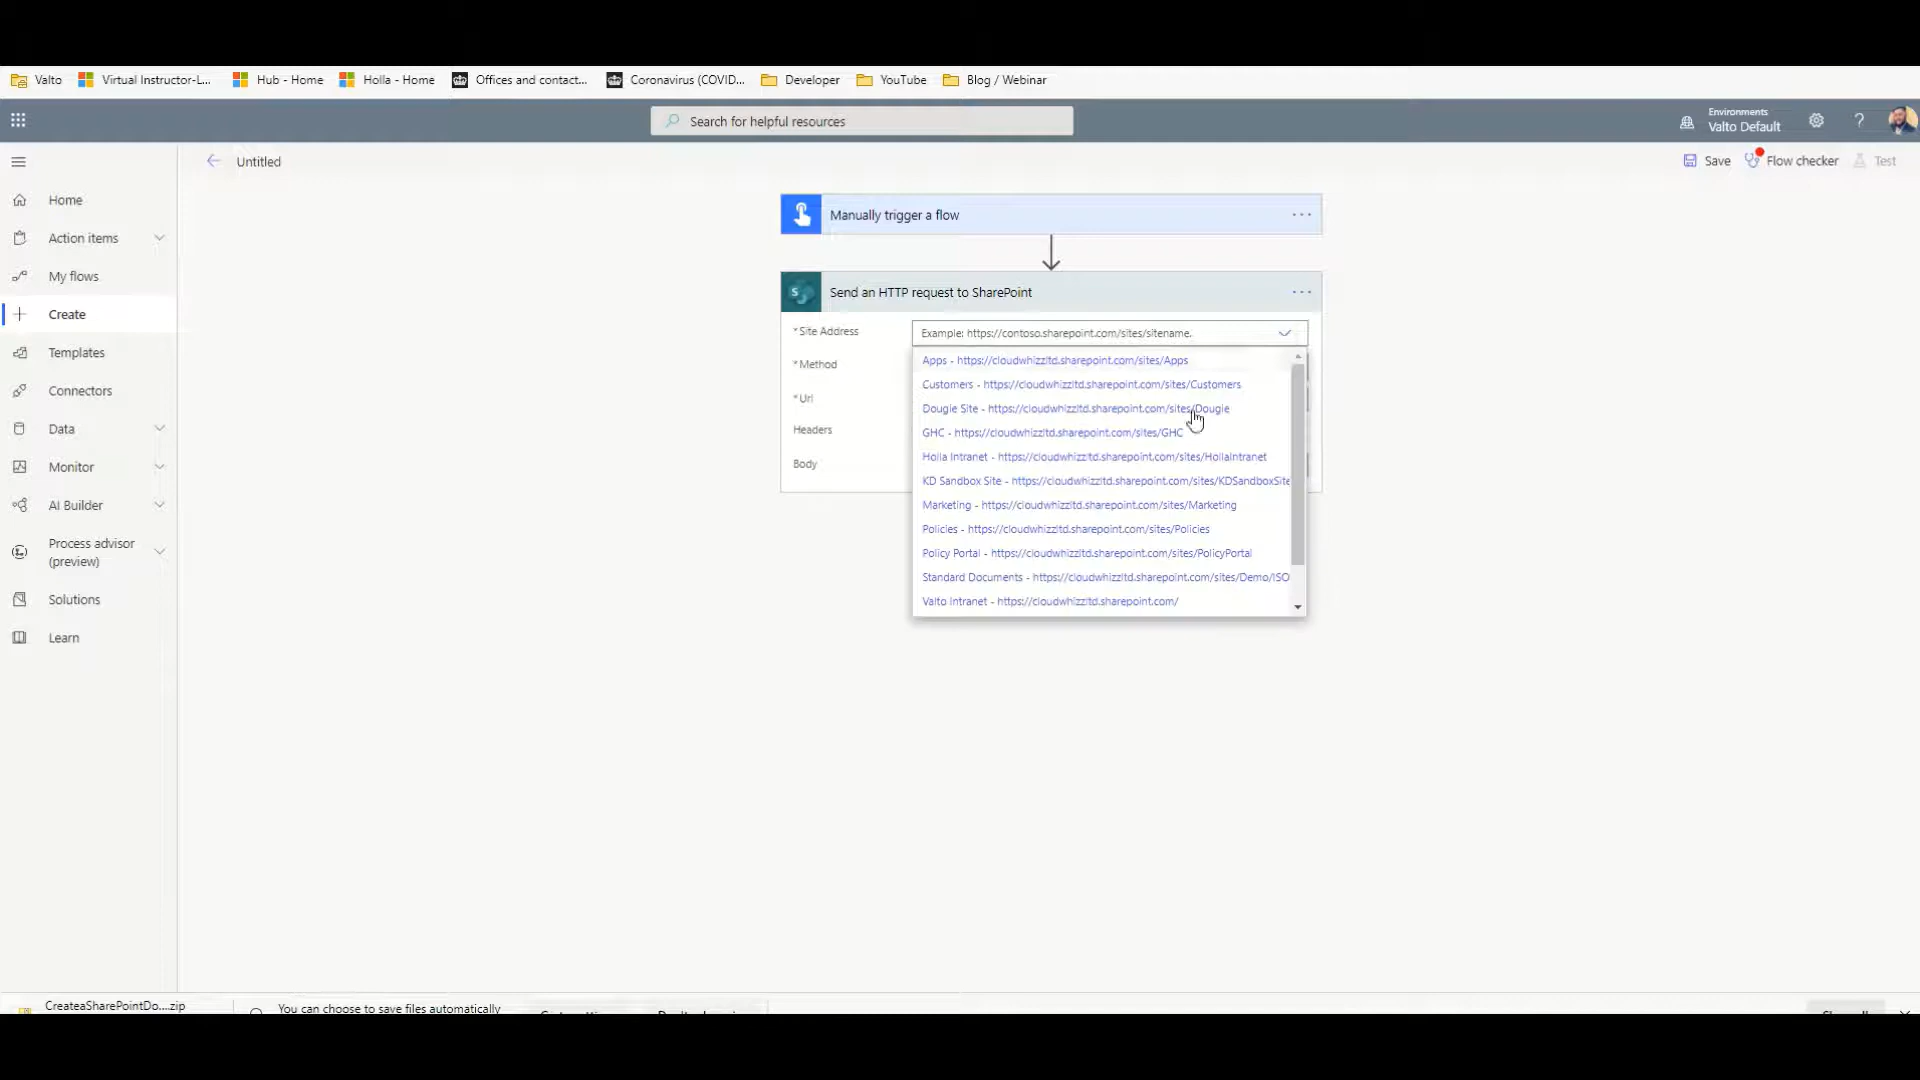 Valto
Virtual Instructor-L...
Hub - Home
Holla - Home
Offices and contact...
Coronavirus (COVID...
Developer
YouTube
Blog / Webinar
Search for helpful resources
Environments
Valto Default
Untitled
Save
Flow checker
Test
Home
Action items
My flows
Create
Templates
Connectors
Data
Monitor
AI Builder
Process advisor
(preview)
Solutions
Learn
Manually trigger a flow
Send an HTTP request to SharePoint
* Site Address
Example: https://contoso.sharepoint.com/sites/sitename.
* Method
* Uri
Headers
Body
Apps - https://cloudwhizzltd.sharepoint.com/sites/Apps
Customers - https://cloudwhizzltd.sharepoint.com/sites/Customers
Dougie Site - https://cloudwhizzltd.sharepoint.com/sites/Dougie
GHC - https://cloudwhizzltd.sharepoint.com/sites/GHC
Holla Intranet - https://cloudwhizzltd.sharepoint.com/sites/HollaIntranet
KD Sandbox Site - https://cloudwhizzltd.sharepoint.com/sites/KDSandboxSite
Marketing - https://cloudwhizzltd.sharepoint.com/sites/Marketing
Policies - https://cloudwhizzltd.sharepoint.com/sites/Policies
Policy Portal - https://cloudwhizzltd.sharepoint.com/sites/PolicyPortal
Standard Documents - https://cloudwhizzltd.sharepoint.com/sites/Demo/ISO
Valto Intranet - https://cloudwhizzltd.sharepoint.com/
CreateaSharePointDo....zip
You can choose to save files automatically